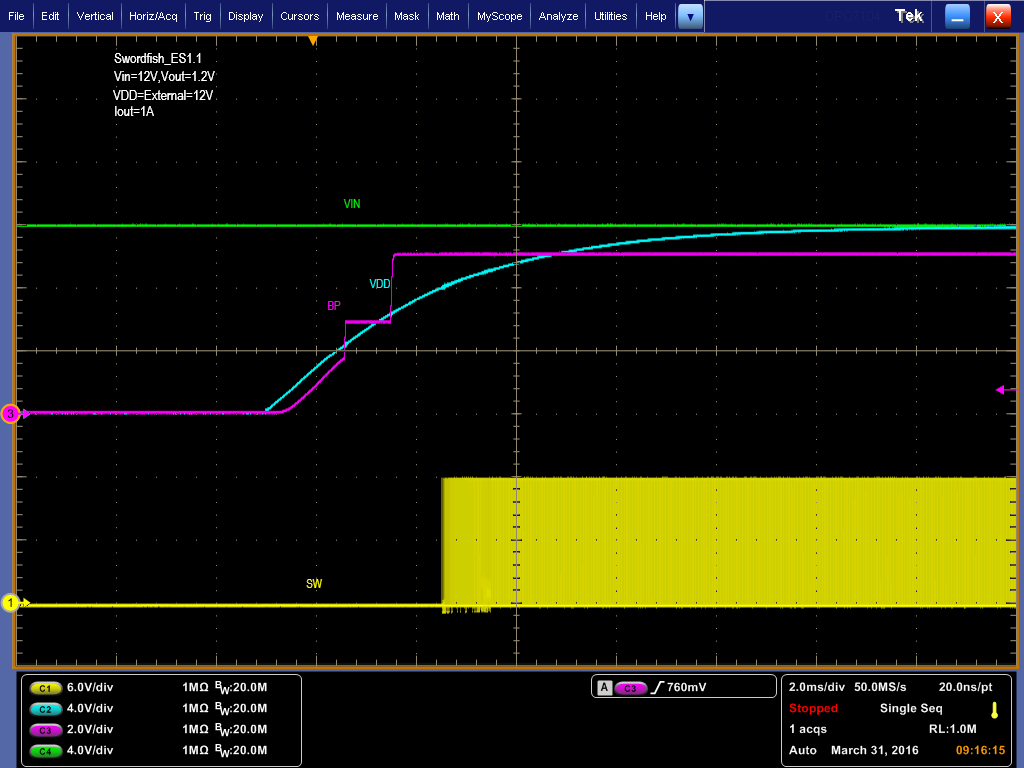 File Edit Vertical Horiz/Acq Trig Display Cursors Measure Mask Math MyScope Analyze Utilities Help Tek X
Swordfish_ES1.1
Vin=12V,Vout=1.2V
VDD=External=12V
Iout=1A
VIN
VDD
BP
3
SW
1
C1 6.0V/div 1MΩ BW:20.0M
C2 4.0V/div 1MΩ BW:20.0M
C3 2.0V/div 1MΩ BW:20.0M
C4 4.0V/div 1MΩ BW:20.0M
A C3 760mV
2.0ms/div 50.0MS/s 20.0ns/pt
Stopped Single Seq
1 acqs RL:1.0M
Auto March 31, 2016 09:16:15